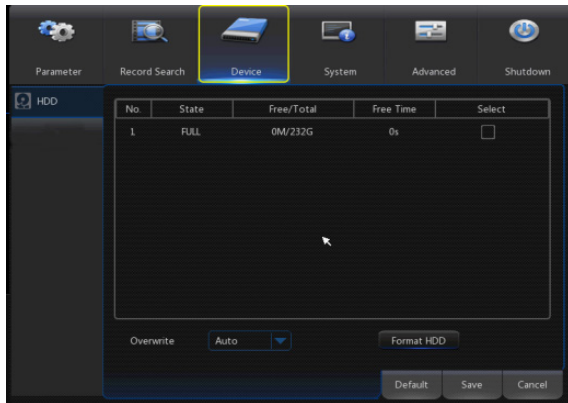 Parameter Record Search Device System Advanced Shutdown
HDD
No. State Free/Total Free Time Select
1 FULL 0M/232G 0s
Overwrite Auto Format HDD
Default Save Cancel